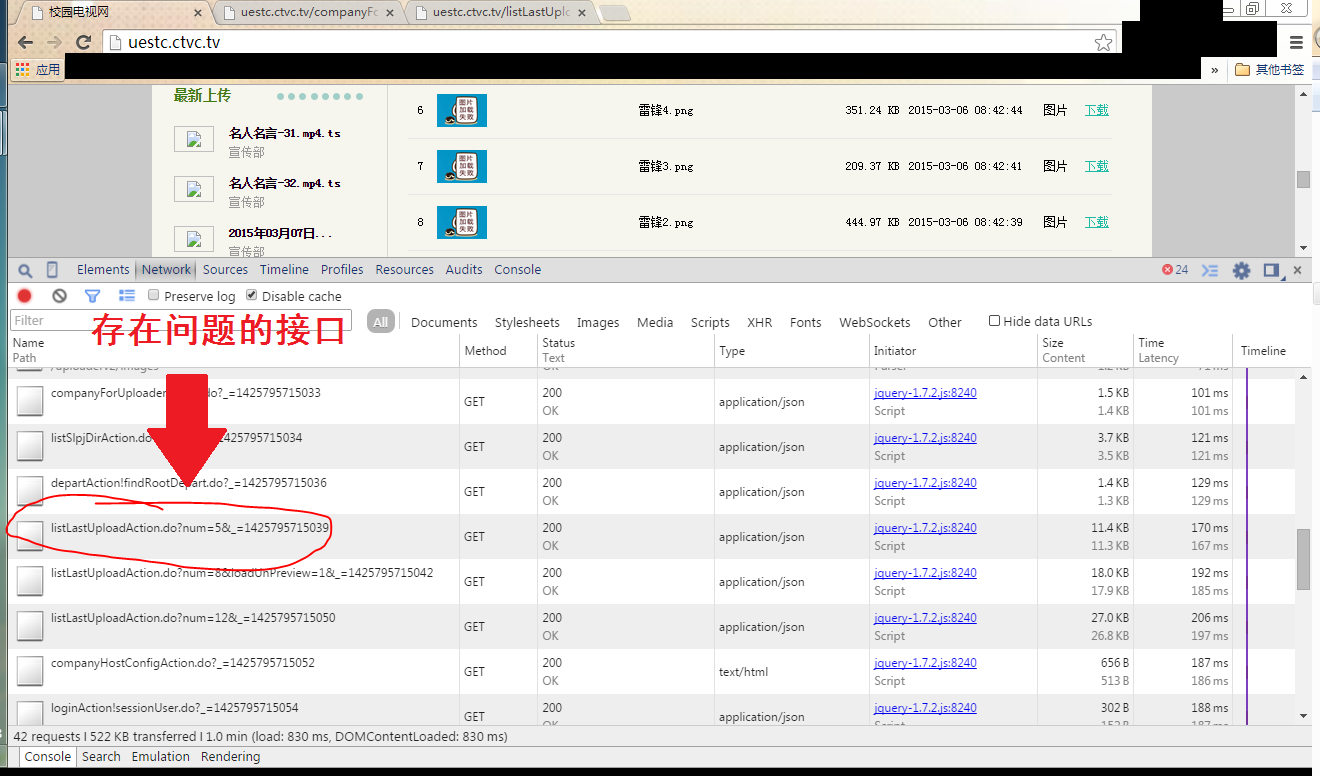 校园电视网
uestc.ctvc.tv/companyFo
uestc.ctvc.tv/listLastUplo
uestc.ctvc.tv
应用
»
其他书签
最新上传
名人名言-31.mp4.ts
宣传部
名人名言-32.mp4.ts
宣传部
2015年03月07日...
宣传部
6 图片加载失败 雷锋4.png 351.24 KB 2015-03-06 08:42:44 图片 下载
7 图片加载失败 雷锋3.png 209.37 KB 2015-03-06 08:42:41 图片 下载
8 图片加载失败 雷锋2.png 444.97 KB 2015-03-06 08:42:39 图片 下载
Elements Network Sources Timeline Profiles Resources Audits Console 24
Preserve log Disable cache
存在问题的接口
Filter All Documents Stylesheets Images Media Scripts XHR Fonts WebSockets Other Hide data URLs
Name Path Method Status Text Type Initiator Size Content Time Latency Timeline
companyForUploader do?_=1425795715033 GET 200 OK application/json jquery-1.7.2.js:8240 Script 1.5 KB 1.4 KB 101 ms 101 ms
listSlpjDirAction.do 425795715034 GET 200 OK application/json jquery-1.7.2.js:8240 Script 3.7 KB 3.5 KB 121 ms 121 ms
departAction!findRootDepart.do?_=1425795715036 GET 200 OK application/json jquery-1.7.2.js:8240 Script 1.4 KB 1.3 KB 129 ms 129 ms
listLastUploadAction.do?num=5&_=1425795715039 GET 200 OK application/json jquery-1.7.2.js:8240 Script 11.4 KB 11.3 KB 170 ms 167 ms
listLastUploadAction.do?num=8&loadUnPreview=1&_=1425795715042 GET 200 OK application/json jquery-1.7.2.js:8240 Script 18.0 KB 17.9 KB 192 ms 185 ms
listLastUploadAction.do?num=12&_=1425795715050 GET 200 OK application/json jquery-1.7.2.js:8240 Script 27.0 KB 26.8 KB 206 ms 197 ms
companyHostConfigAction.do?_=1425795715052 GET 200 OK text/html jquery-1.7.2.js:8240 Script 656 B 513 B 187 ms 186 ms
loginAction!sessionUser.do?_=1425795715054 GET 200 application/json jquery-1.7.2.js:8240 302 B 188 ms
42 requests | 522 KB transferred | 1.0 min (load: 830 ms, DOMContentLoaded: 830 ms)
Console Search Emulation Rendering